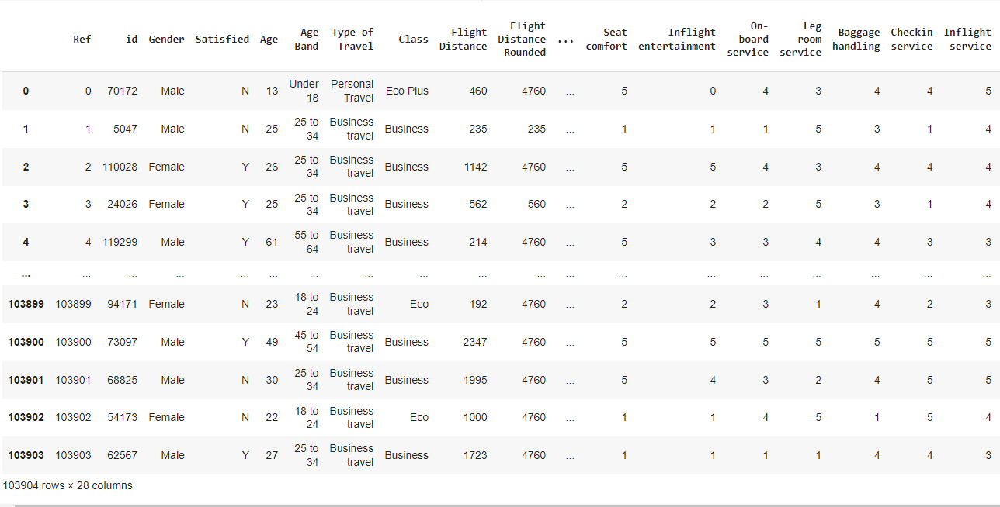 Ref id Gender Satisfied Age Age Band Type of Travel Class Flight Distance Flight Distance Rounded ... Seat comfort Inflight entertainment On-board service Leg room service Baggage handling Checkin service Inflight service
0 0 70172 Male N 13 Under 18 Personal Travel Eco Plus 460 4760 ... 5 0 4 3 4 4 5
1 1 5047 Male N 25 25 to 34 Business travel Business 235 235 ... 1 1 1 5 3 1 4
2 2 110028 Female Y 26 25 to 34 Business travel Business 1142 4760 ... 5 5 4 3 4 4 4
3 3 24026 Female Y 25 25 to 34 Business travel Business 562 560 ... 2 2 2 5 3 1 4
4 4 119299 Male Y 61 55 to 64 Business travel Business 214 4760 ... 5 3 3 4 4 3 3
... ... ... ... ... ... ... ... ... ... ... ... ... ... ... ... ... ... ...
103899 103899 94171 Female N 23 18 to 24 Business travel Eco 192 4760 ... 2 2 3 1 4 2 3
103900 103900 73097 Male Y 49 45 to 54 Business travel Business 2347 4760 ... 5 5 5 5 5 5 5
103901 103901 68825 Male N 30 25 to 34 Business travel Business 1995 4760 ... 5 4 3 2 4 5 5
103902 103902 54173 Female N 22 18 to 24 Business travel Eco 1000 4760 ... 1 1 4 5 1 5 4
103903 103903 62567 Male Y 27 25 to 34 Business travel Business 1723 4760 ... 1 1 1 1 4 4 3
103904 rows × 28 columns